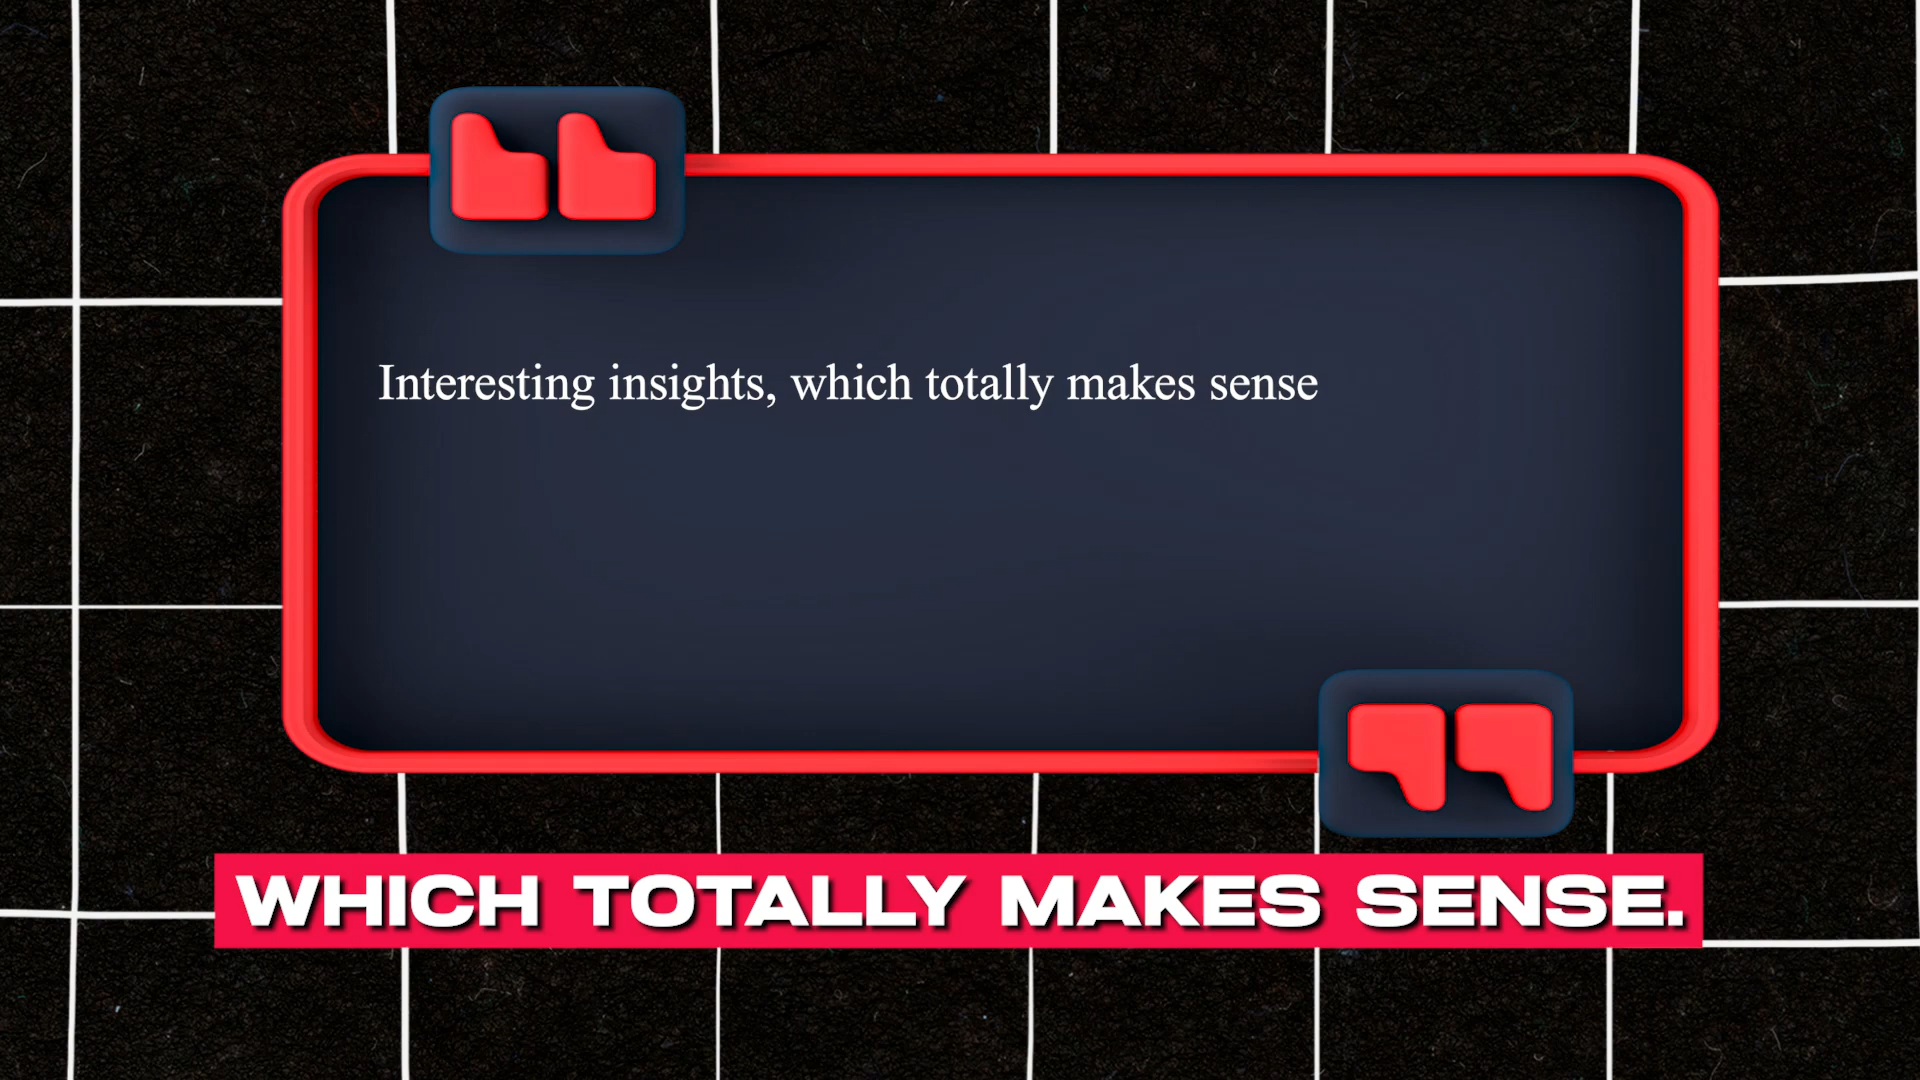 Interesting insights, which totally makes sense
WHICH TOTALLY MAKES SENSE.